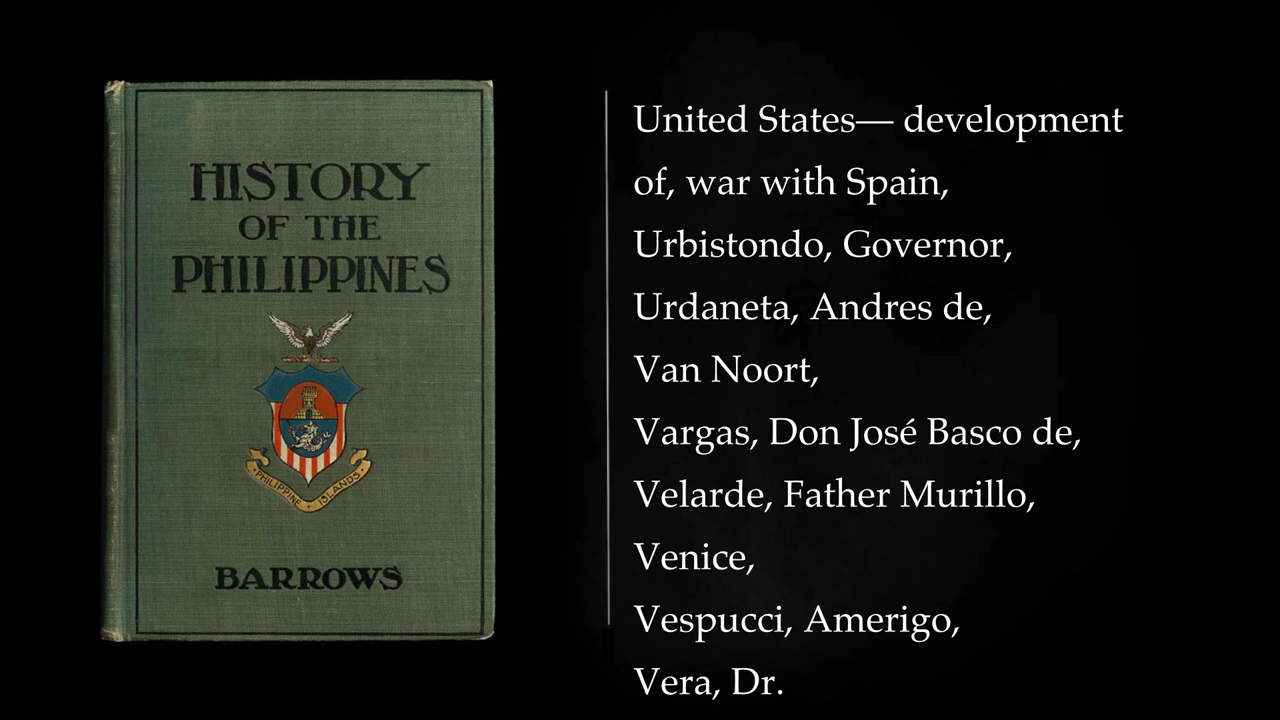 HISTORY
OF THE
PHILIPPINES
PHILIPPINE ISLANDS
BARROWS
United States— development
of, war with Spain,
Urbistondo, Governor,
Urdaneta, Andres de,
Van Noort,
Vargas, Don José Basco de,
Velarde, Father Murillo,
Venice,
Vespucci, Amerigo,
Vera, Dr.